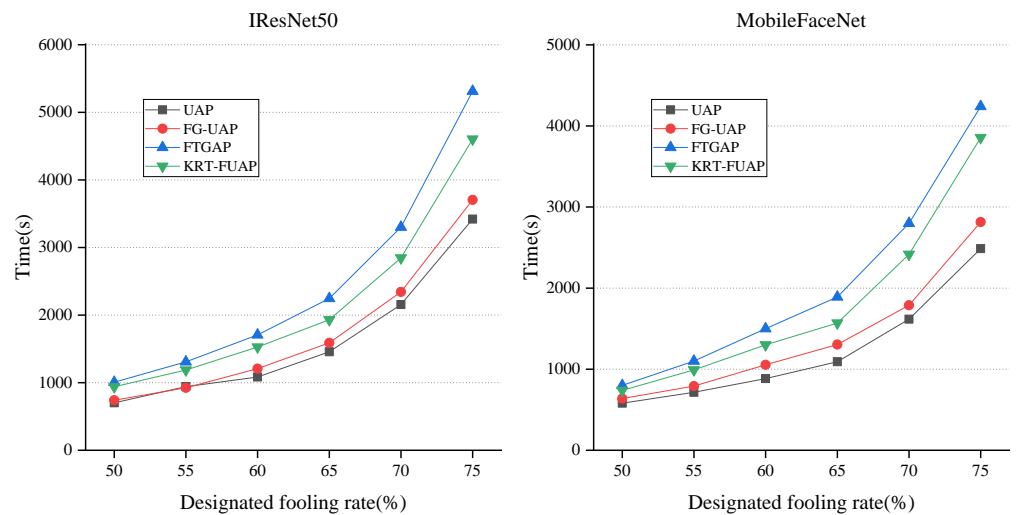 IResNet50
6000
5000
4000
3000
2000
1000
0
Time(s)
UAP
FG-UAP
FTGAP
KRT-FUAP
50 55 60 65 70 75
Designated fooling rate(%)
MobileFaceNet
5000
4000
3000
2000
1000
0
Time(s)
UAP
FG-UAP
FTGAP
KRT-FUAP
50 55 60 65 70 75
Designated fooling rate(%)